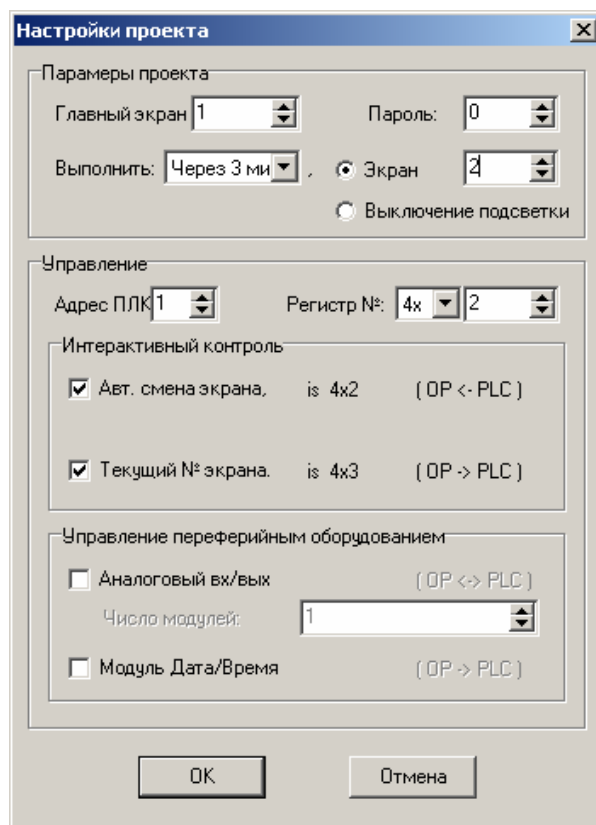 Настройки проекта
Парамеры проекта
Главный экран 1 Пароль: 0
Выполнить: Через 3 ми , Экран 2
Выключение подсветки
Управление
Адрес ПЛК 1 Регистр №: 4x 2
Интерактивный контроль
Авт. смена экрана, is 4x2 ( OP <- PLC )
Текущий № экрана. is 4x3 ( OP -> PLC )
Управление переферийным оборудованием
Аналоговый вх/вых ( OP <-> PLC )
Число модулей: 1
Модуль Дата/Время ( OP -> PLC )
OK Отмена